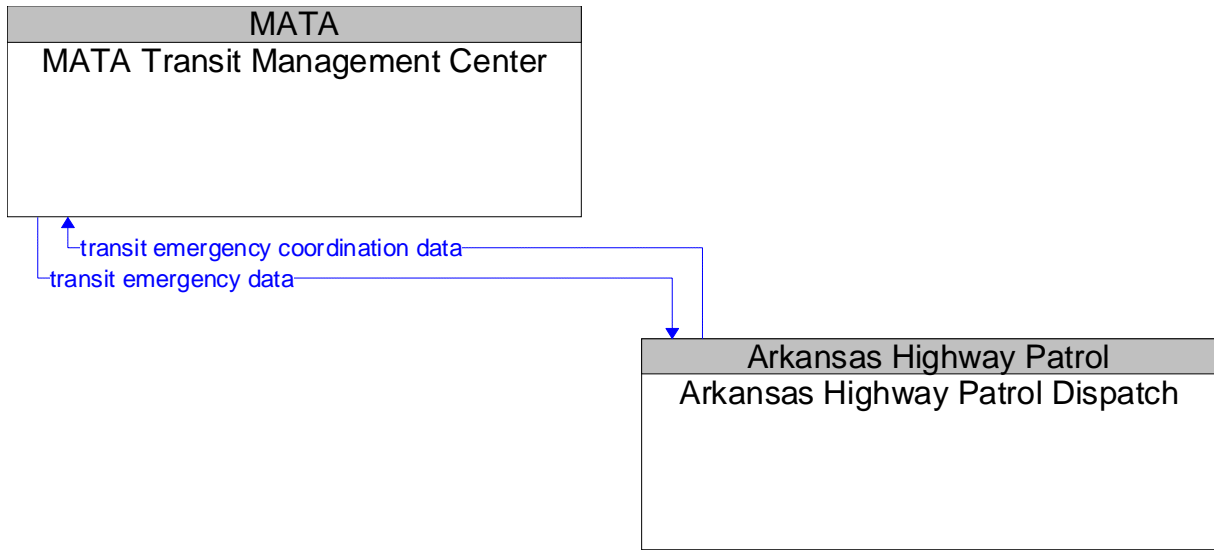 MATA
MATA Transit Management Center
transit emergency coordination data
transit emergency data
Arkansas Highway Patrol
Arkansas Highway Patrol Dispatch